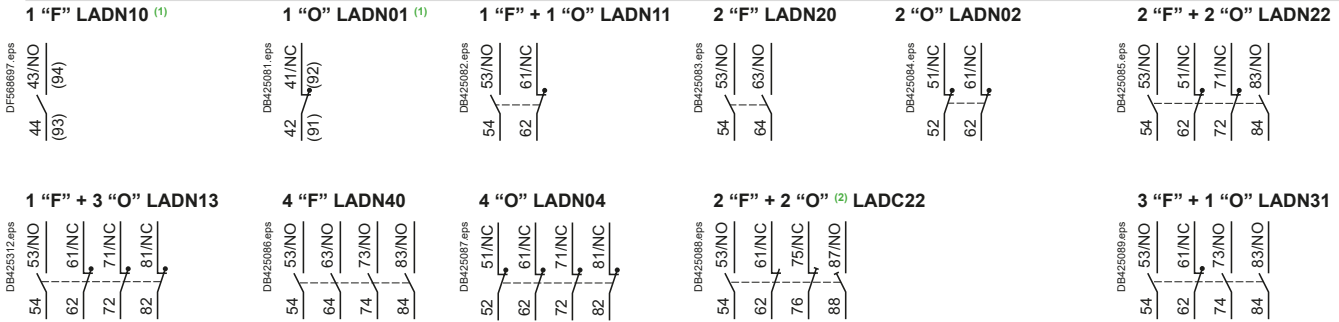 1 “F” LADN10 (1)
1 “O” LADN01 (1)
1 “F” + 1 “O” LADN11
2 “F” LADN20
2 “O” LADN02
2 “F” + 2 “O” LADN22
DF568697.eps
43/NO
(94)
44
(93)
DB425081.eps
41/NC
(92)
42
(91)
DB425082.eps
53/NO
61/NC
54
62
DB425083.eps
53/NO
63/NO
54
64
DB425084.eps
51/NC
61/NC
52
62
DB425085.eps
53/NO
51/NC
71/NC
83/NO
54
62
72
84
1 “F” + 3 “O” LADN13
4 “F” LADN40
4 “O” LADN04
2 “F” + 2 “O” (2) LADC22
3 “F” + 1 “O” LADN31
DB425312.eps
53/NO
61/NC
71/NC
81/NC
54
62
72
82
DB425086.eps
53/NO
63/NO
73/NO
83/NO
54
64
74
84
DB425087.eps
51/NC
61/NC
71/NC
81/NC
52
62
72
82
DB425088.eps
53/NO
61/NC
75/NC
87/NO
54
62
76
88
DB425089.eps
53/NO
61/NC
73/NO
83/NO
54
62
74
84